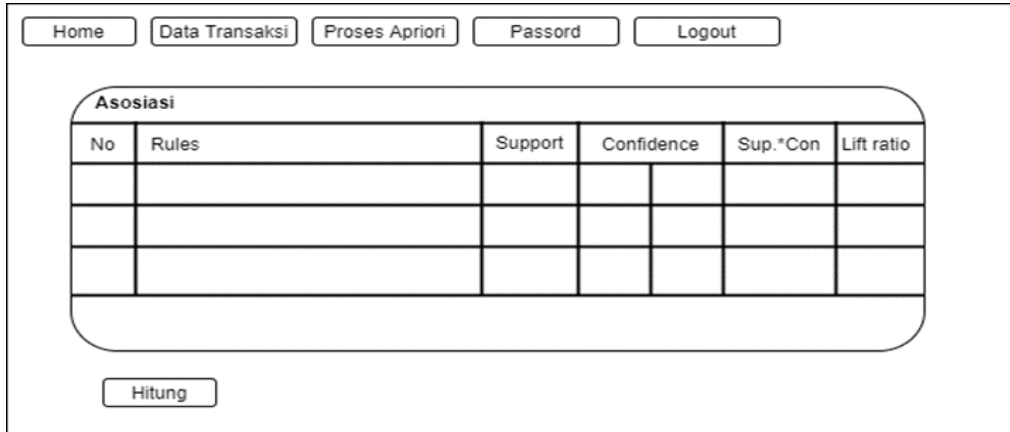 Home Data Transaksi Proses Apriori Passord Logout
Asosiasi
No Rules Support Confidence Sup.*Con Lift ratio
Hitung